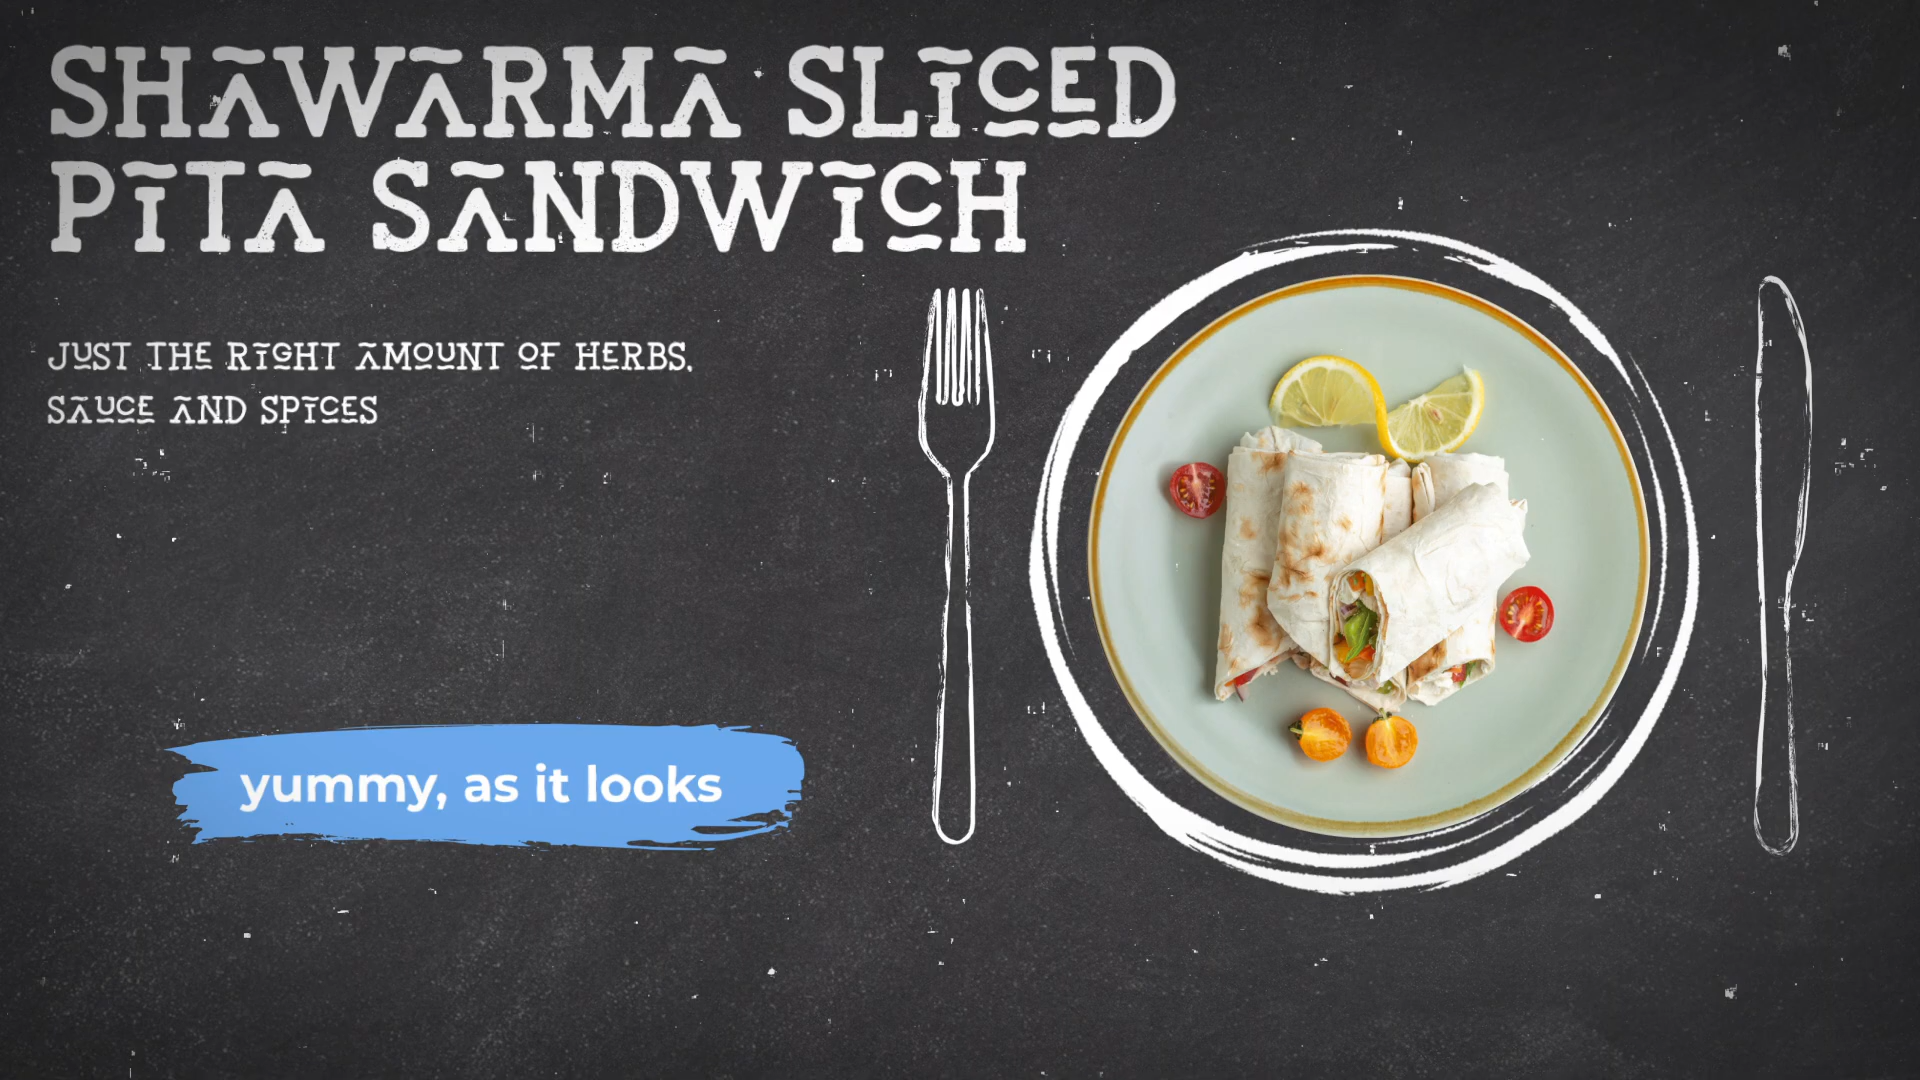 SHAWARMA SLICED
PITA SANDWICH
JUST THE RIGHT AMOUNT OF HERBS,
SAUCE AND SPICES
yummy, as it looks